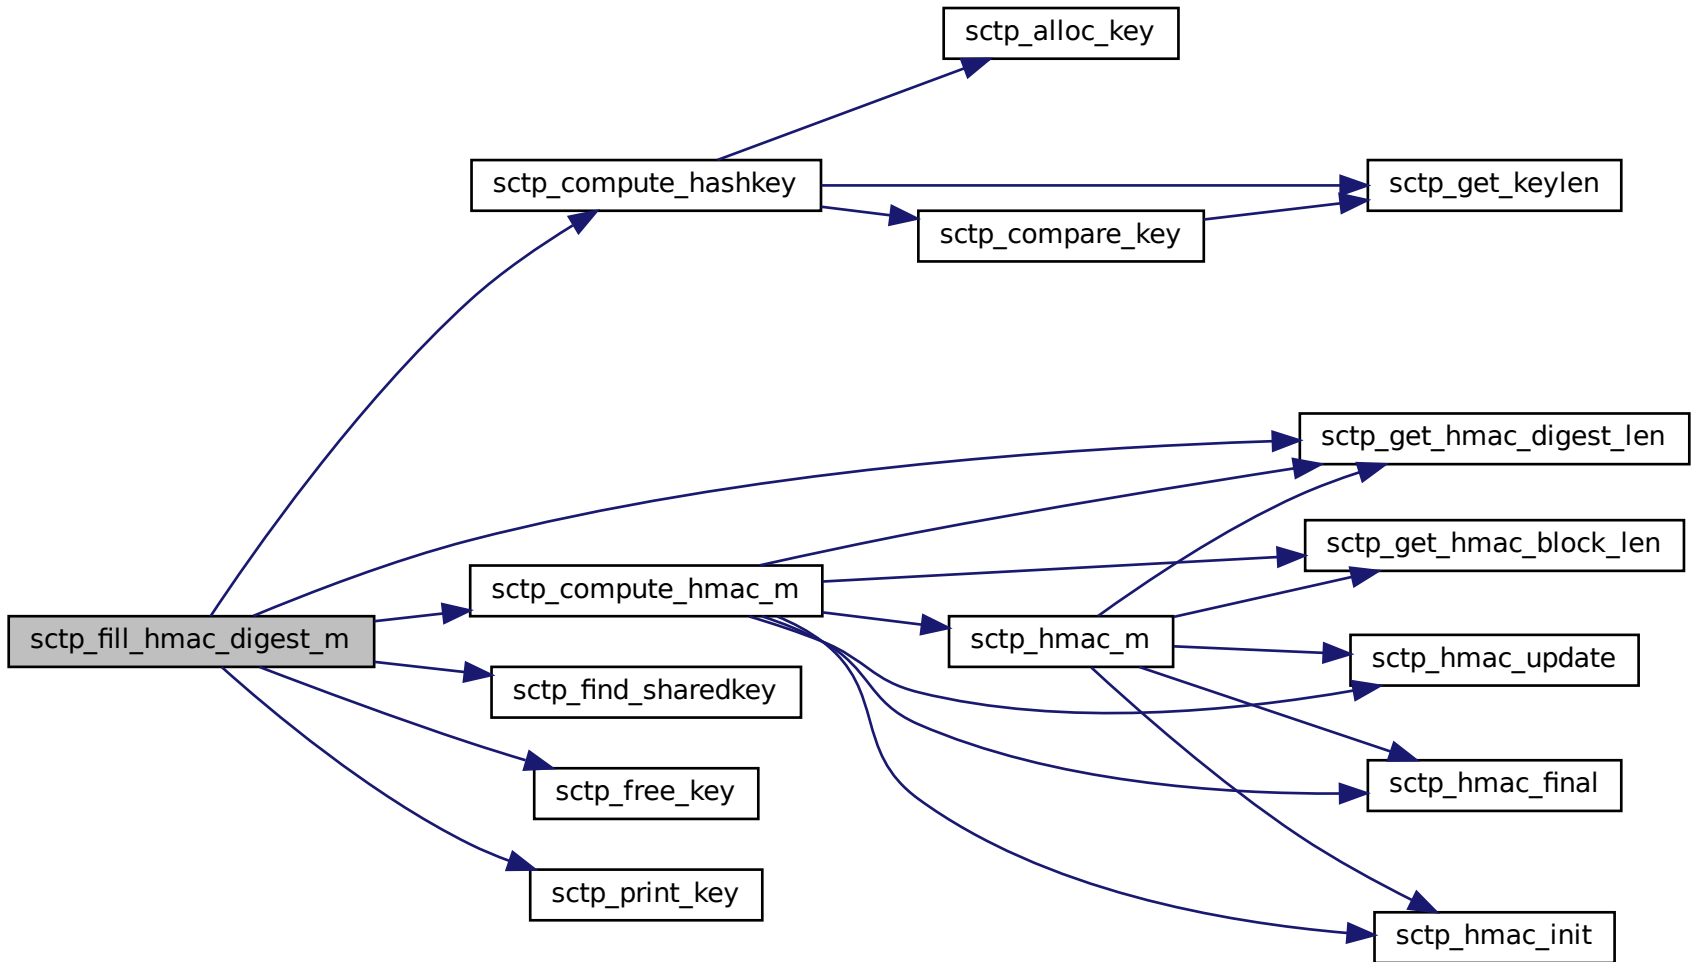 sctp_alloc_key
sctp_compute_hashkey
sctp_get_keylen
sctp_compare_key
sctp_get_hmac_digest_len
sctp_get_hmac_block_len
sctp_compute_hmac_m
sctp_fill_hmac_digest_m
sctp_hmac_m
sctp_hmac_update
sctp_find_sharedkey
sctp_free_key
sctp_hmac_final
sctp_print_key
sctp_hmac_init